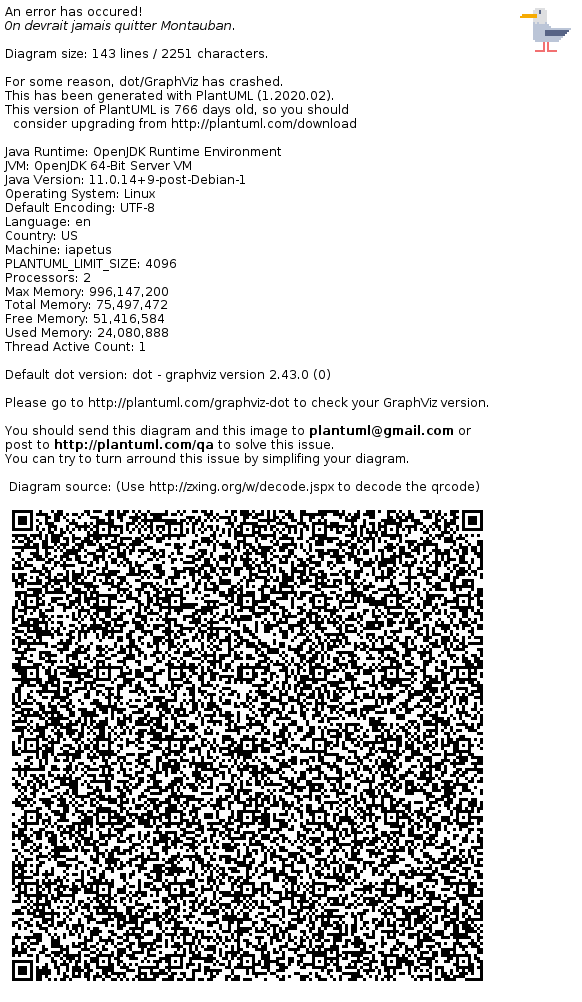 An error has occured!
0n devrait jamais quitter Montauban.
Diagram size: 143 lines / 2251 characters.
For some reason, dot/GraphViz has crashed.
This has been generated with PlantUML (1.2020.02).
This version of PlantUML is 766 days old, so you should
consider upgrading from http://plantuml.com/download
Java Runtime: OpenJDK Runtime Environment
JVM: OpenJDK 64-Bit Server VM
Java Version: 11.0.14+9-post-Debian-1
Operating System: Linux
Default Encoding: UTF-8
Language: en
Country: US
Machine: iapetus
PLANTUML_LIMIT_SIZE: 4096
Processors: 2
Max Memory: 996,147,200
Total Memory: 75,497,472
Free Memory: 51,416,584
Used Memory: 24,080,888
Thread Active Count: 1
Default dot version: dot - graphviz version 2.43.0 (0)
Please go to http://plantuml.com/graphviz-dot to check your GraphViz version.
You should send this diagram and this image to plantuml@gmail.com or
post to http://plantuml.com/qa to solve this issue.
You can try to turn arround this issue by simplifing your diagram.
Diagram source: (Use http://zxing.org/w/decode.jspx to decode the qrcode)